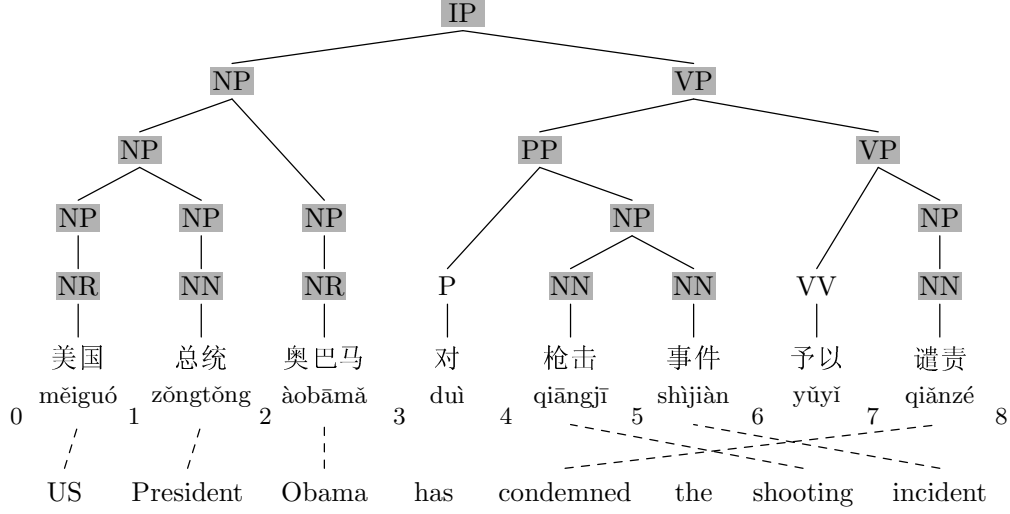 IP
NP VP
NP PP VP
NP NP NP NP NP
NR NN NR P NN NN VV NN
美国 总统 奥巴马 对 枪击 事件 予以 谴责
měiguó zǒngtǒng àobāmǎ duì qiāngjī shìjiàn yǔyǐ qiǎnzé
0 1 2 3 4 5 6 7 8
US President Obama has condemned the shooting incident